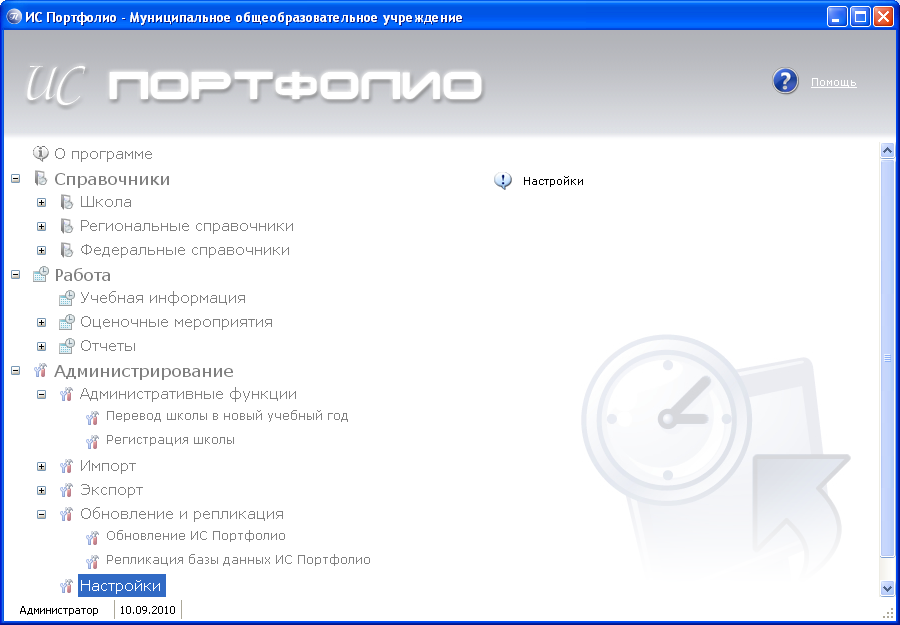 ИС Портфолио - Муниципальное общеобразовательное учреждение
ИС ПОРТФОЛИО
? Помощь
О программе
Справочники
Настройки
Школа
Региональные справочники
Федеральные справочники
Работа
Учебная информация
Оценочные мероприятия
Отчеты
Администрирование
Административные функции
Перевод школы в новый учебный год
Регистрация школы
Импорт
Экспорт
Обновление и репликация
Обновление ИС Портфолио
Репликация базы данных ИС Портфолио
Настройки
Администратор 10.09.2010